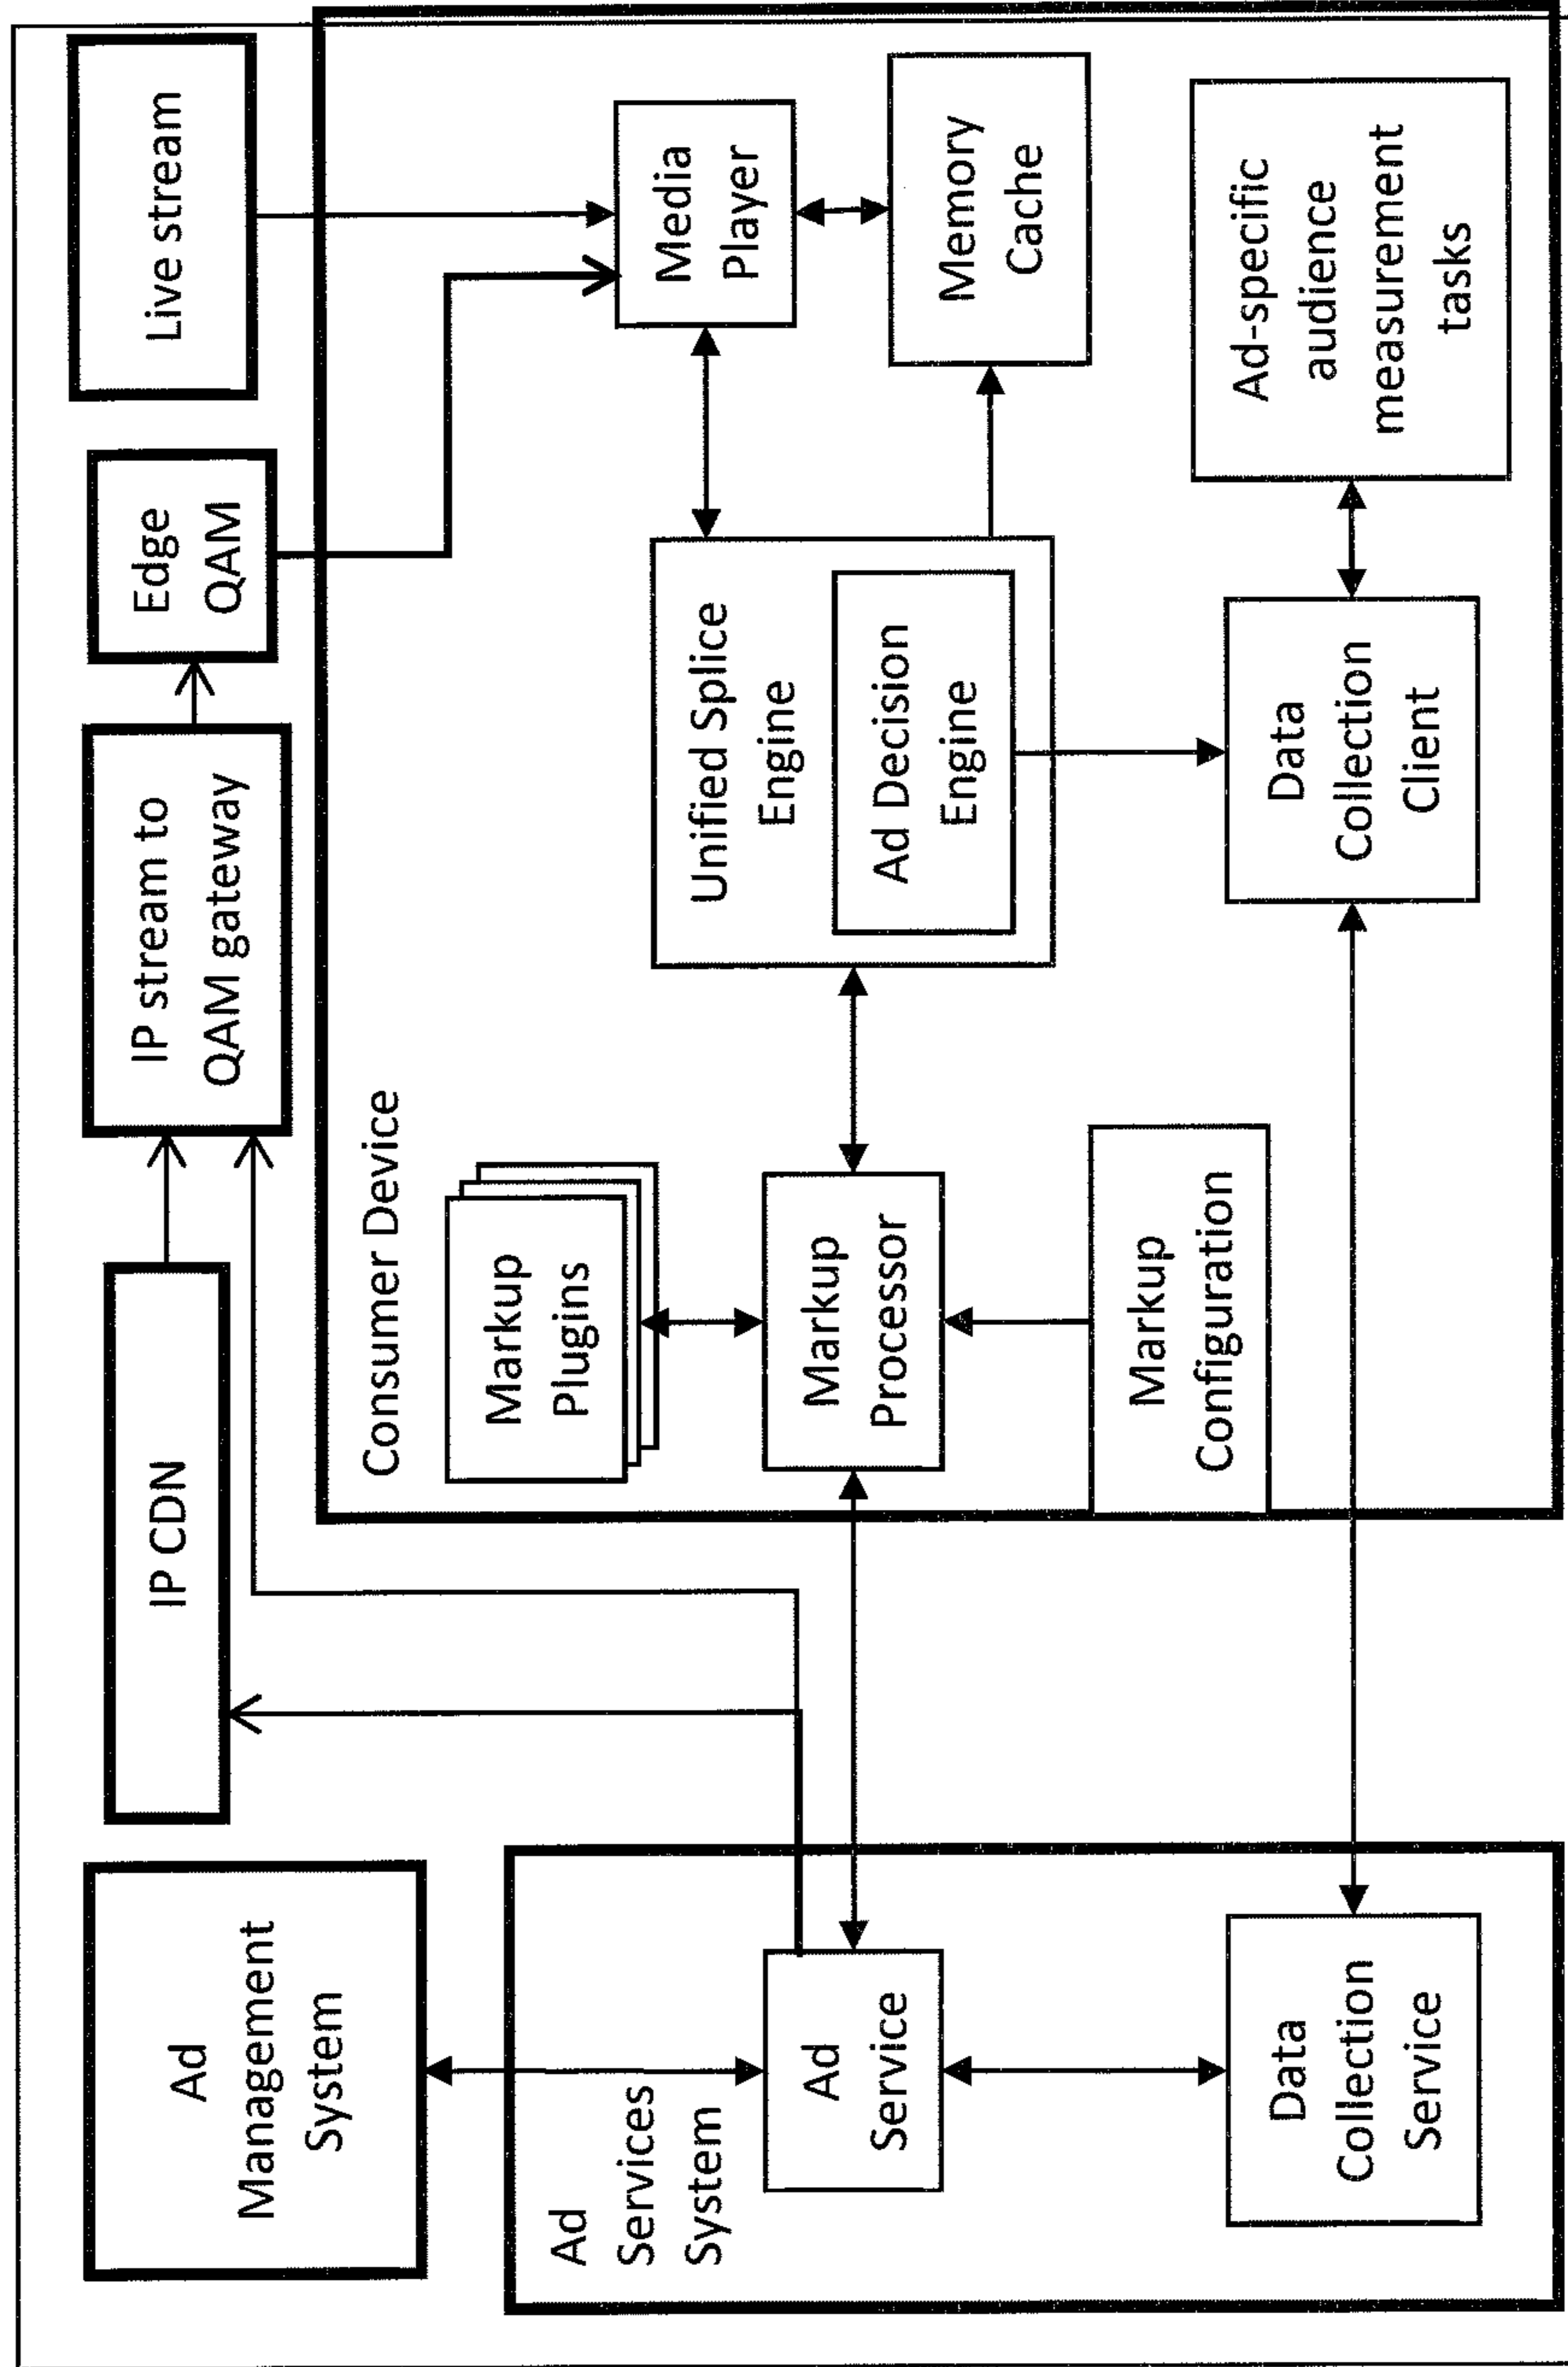 Ad
Management
System
IP CDN
IP stream to
QAM gateway
Edge
QAM
Live stream
Ad
Services
System
Ad
Service
Data
Collection
Service
Consumer Device
Markup
Plugins
Markup
Processor
Markup
Configuration
Unified Splice
Engine
Ad Decision
Engine
Media
Player
Memory
Cache
Data
Collection
Client
Ad-specific
audience
measurement
tasks